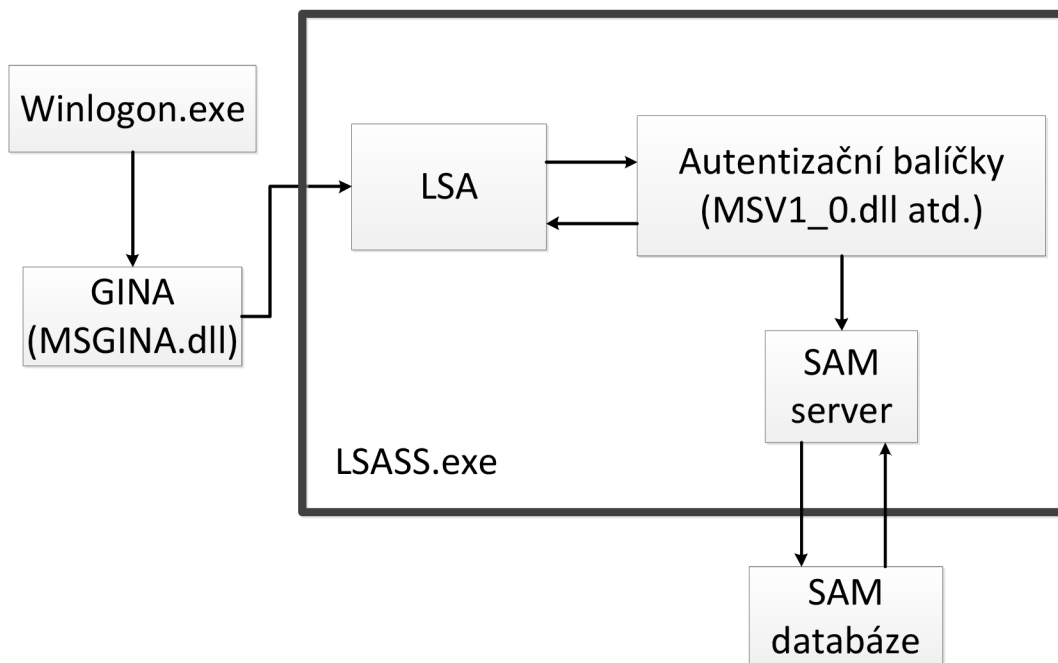 Winlogon.exe
GINA
(MSGINA.dll)
LSA
Autentizační balíčky
(MSV1_0.dll atd.)
SAM
server
LSASS.exe
SAM
databáze